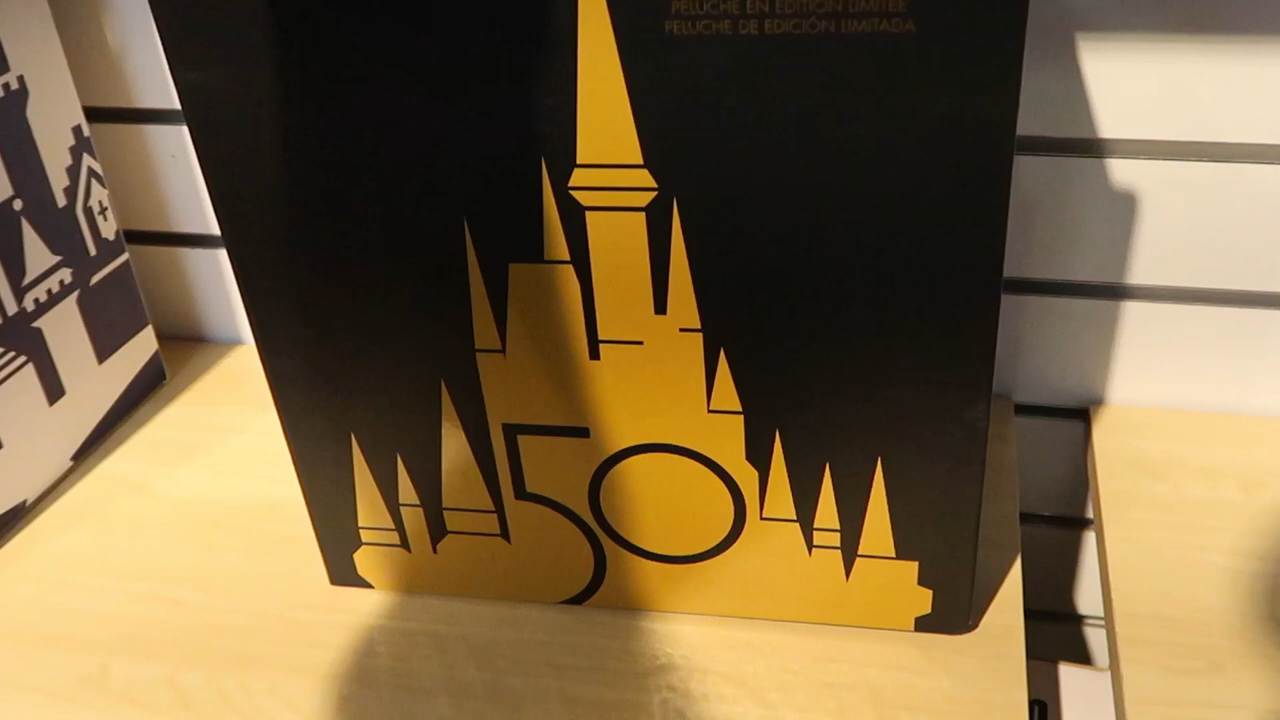 PELUCHE EN ÉDITION LIMITÉE
PELUCHE DE EDICIÓN LIMITADA
50